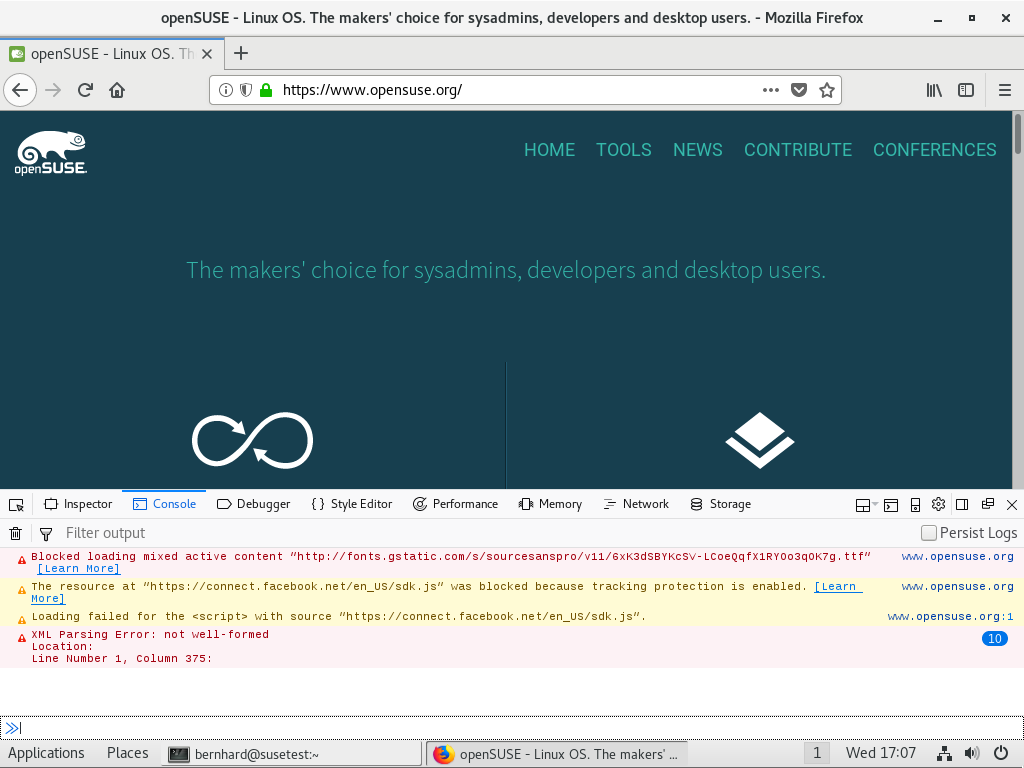 openSUSE - Linux OS. The makers' choice for sysadmins, developers and desktop users. - Mozilla Firefox
openSUSE - Linux OS. Th
https://www.opensuse.org/
openSUSE.
HOME TOOLS NEWS CONTRIBUTE CONFERENCES
The makers' choice for sysadmins, developers and desktop users.
Inspector Console Debugger {} Style Editor Performance Memory Network Storage
Filter output Persist Logs
Blocked loading mixed active content “http://fonts.gstatic.com/s/sourcesanspro/v11/6xK3dSBYKcSV-LCoeQqfX1RYOo3qOK7g.ttf” www.opensuse.org
[Learn More]
The resource at “https://connect.facebook.net/en_US/sdk.js” was blocked because tracking protection is enabled. [Learn www.opensuse.org
More]
Loading failed for the <script> with source “https://connect.facebook.net/en_US/sdk.js”. www.opensuse.org:1
XML Parsing Error: not well-formed 10
Location:
Line Number 1, Column 375:
Applications Places bernhard@susetest:~ openSUSE - Linux OS. The makers' ... 1 Wed 17:07